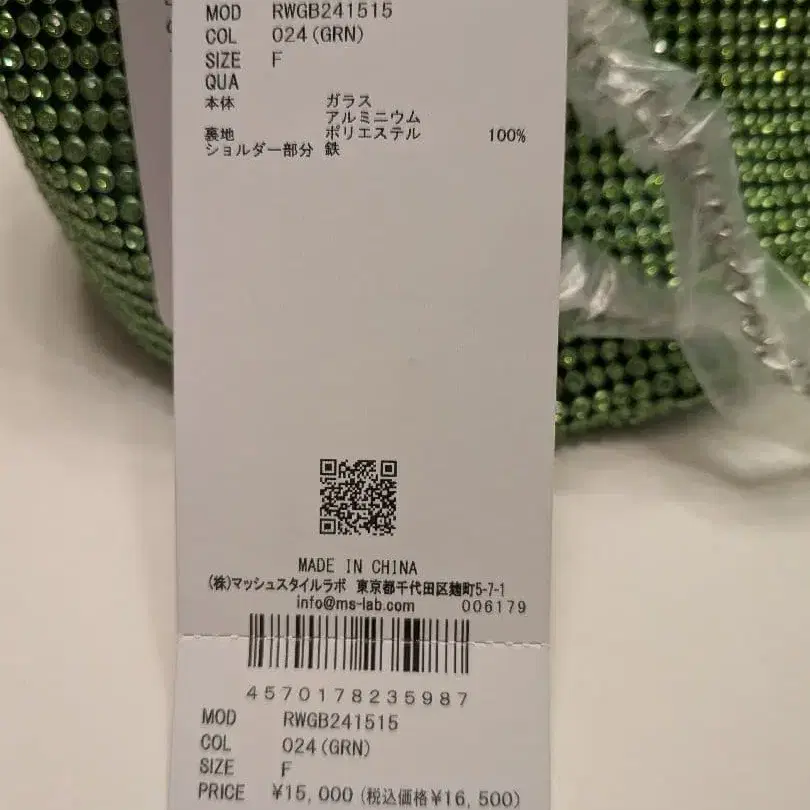 MOD RWGB241515
COL 024(GRN)
SIZE F
QUA
本体 ガラス
アルミニウム
裏地 ポリエステル 100%
ショルダー部分 鉄
MADE IN CHINA
(株)マッシュスタイルラボ 東京都千代田区麹町5-7-1
info@ms-lab.com 006179
4570178235987
MOD RWGB241515
COL 024(GRN)
SIZE F
PRICE ¥15,000(税込価格¥16,500)